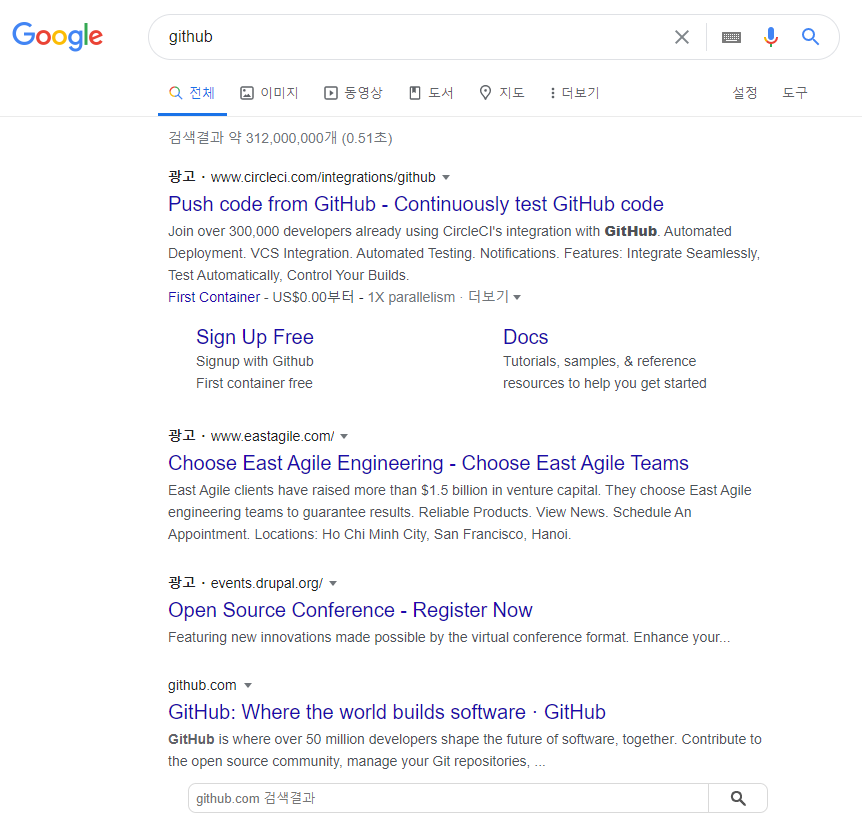 Google
github
전체 이미지 동영상 도서 지도 더보기 설정 도구
검색결과 약 312,000,000개 (0.51초)
광고 · www.circleci.com/integrations/github
Push code from GitHub - Continuously test GitHub code
Join over 300,000 developers already using CircleCI's integration with GitHub. Automated
Deployment. VCS Integration. Automated Testing. Notifications. Features: Integrate Seamlessly,
Test Automatically, Control Your Builds.
First Container - US$0.00부터 - 1X parallelism · 더보기
Sign Up Free
Signup with Github
First container free
Docs
Tutorials, samples, & reference
resources to help you get started
광고 · www.eastagile.com/
Choose East Agile Engineering - Choose East Agile Teams
East Agile clients have raised more than $1.5 billion in venture capital. They choose East Agile
engineering teams to guarantee results. Reliable Products. View News. Schedule An
Appointment. Locations: Ho Chi Minh City, San Francisco, Hanoi.
광고 · events.drupal.org/
Open Source Conference - Register Now
Featuring new innovations made possible by the virtual conference format. Enhance your...
github.com
GitHub: Where the world builds software · GitHub
GitHub is where over 50 million developers shape the future of software, together. Contribute to
the open source community, manage your Git repositories, ...
github.com 검색결과